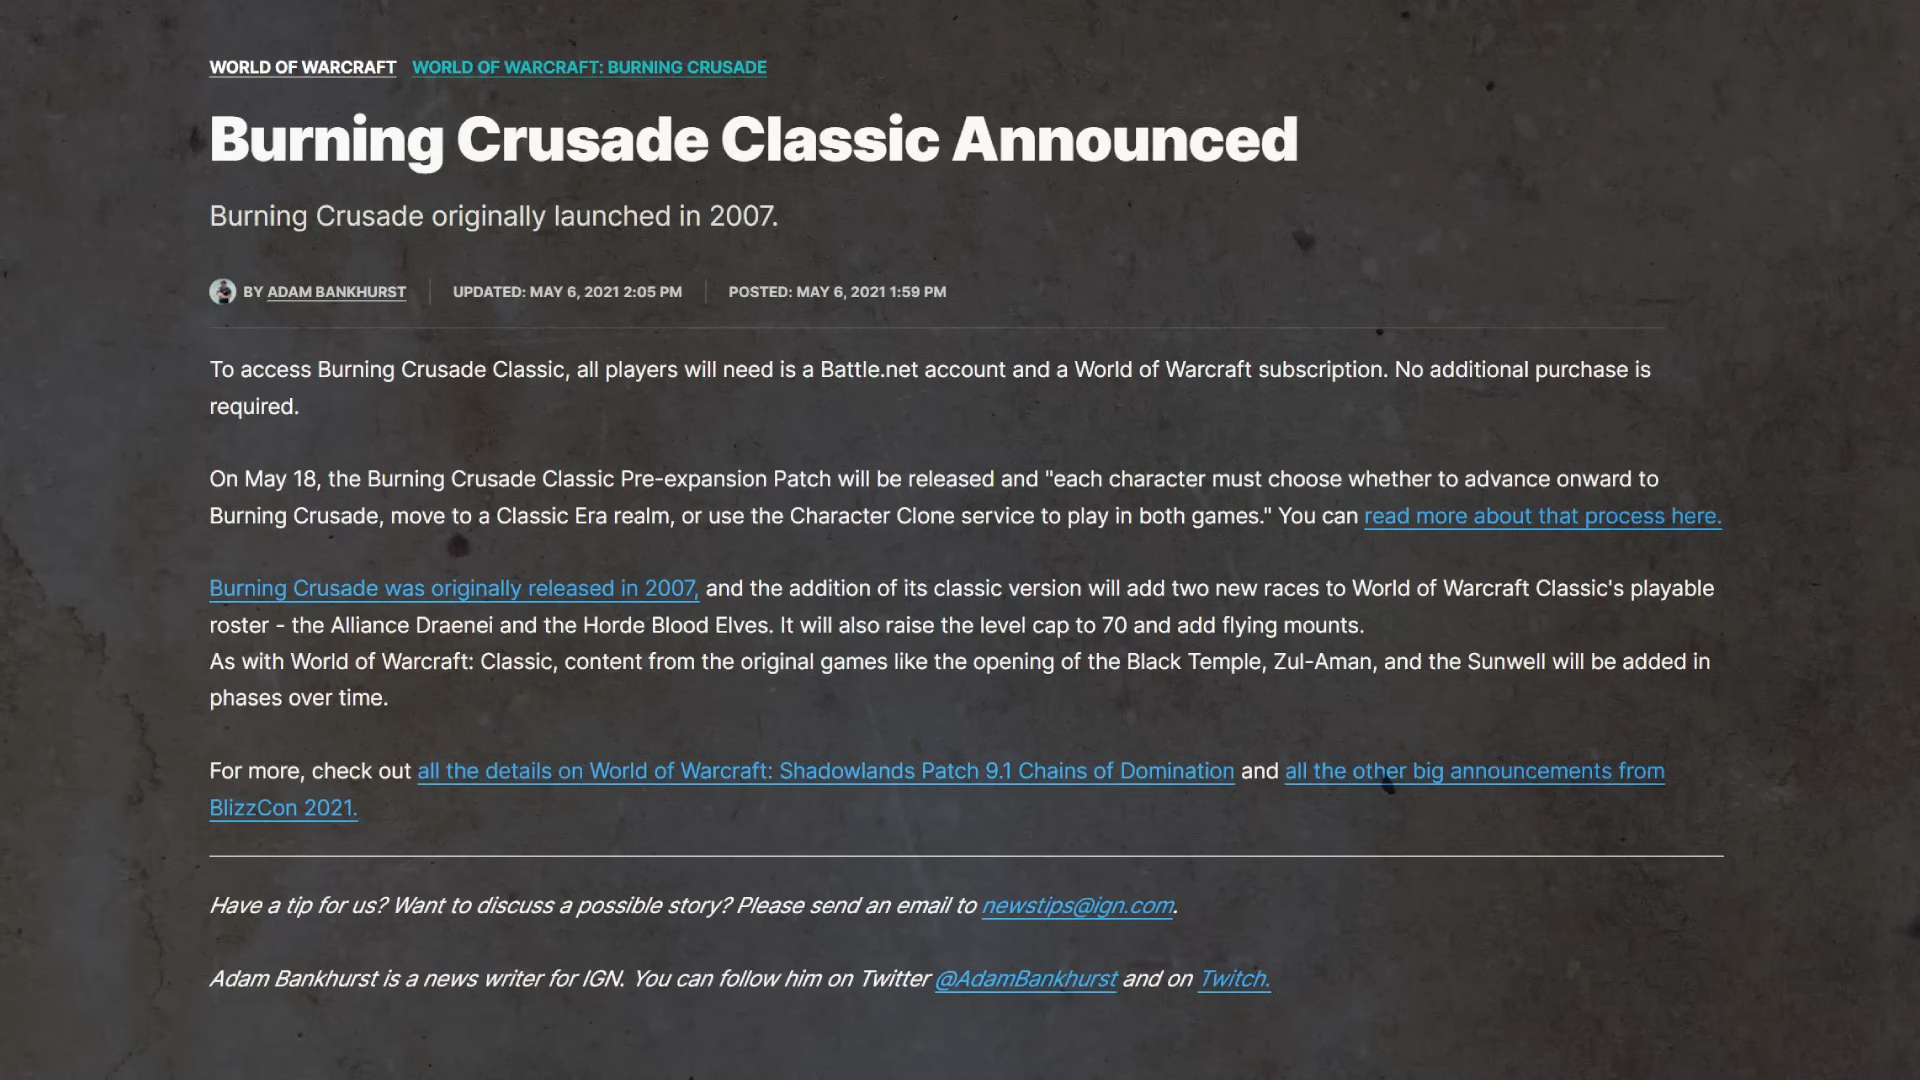 WORLD OF WARCRAFT WORLD OF WARCRAFT: BURNING CRUSADE
Burning Crusade Classic Announced
Burning Crusade originally launched in 2007.
BY ADAM BANKHURST UPDATED: MAY 6, 2021 2:05 PM POSTED: MAY 6, 2021 1:59 PM
To access Burning Crusade Classic, all players will need is a Battle.net account and a World of Warcraft subscription. No additional purchase is
required.
On May 18, the Burning Crusade Classic Pre-expansion Patch will be released and "each character must choose whether to advance onward to
Burning Crusade, move to a Classic Era realm, or use the Character Clone service to play in both games." You can read more about that process here.
Burning Crusade was originally released in 2007, and the addition of its classic version will add two new races to World of Warcraft Classic's playable
roster - the Alliance Draenei and the Horde Blood Elves. It will also raise the level cap to 70 and add flying mounts.
As with World of Warcraft: Classic, content from the original games like the opening of the Black Temple, Zul-Aman, and the Sunwell will be added in
phases over time.
For more, check out all the details on World of Warcraft: Shadowlands Patch 9.1 Chains of Domination and all the other big announcements from
BlizzCon 2021.
Have a tip for us? Want to discuss a possible story? Please send an email to newstips@ign.com.
Adam Bankhurst is a news writer for IGN. You can follow him on Twitter @AdamBankhurst and on Twitch.